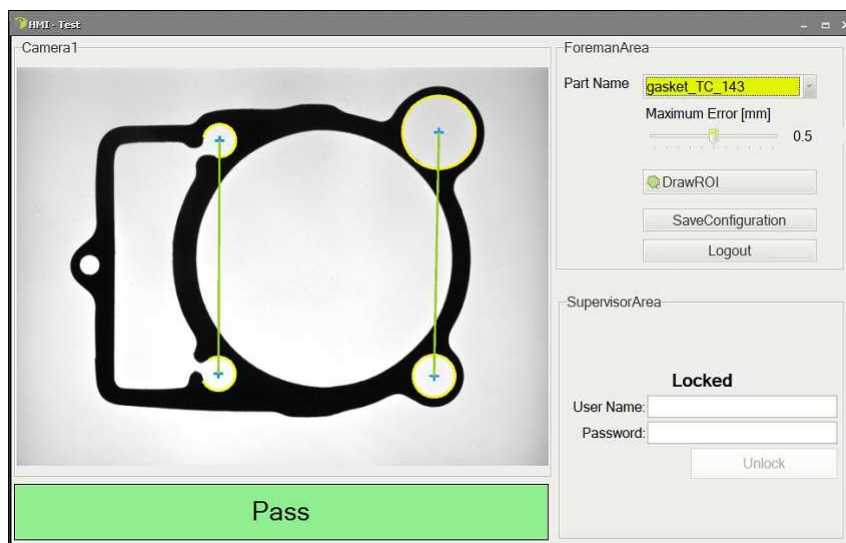 HMI - Test
Camera1
Pass
ForemanArea
Part Name
gasket_TC_143
Maximum Error [mm]
0.5
DrawROI
SaveConfiguration
Logout
SupervisorArea
Locked
User Name:
Password:
Unlock